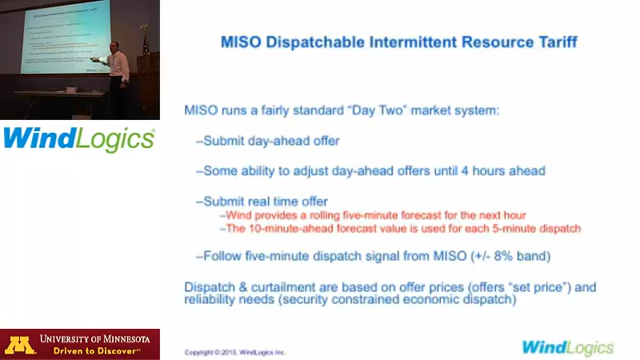 MISO Dispatchable Intermittent Resource Tariff
MISO runs a fairly standard “Day Two” market system:
–Submit day-ahead offer
–Some ability to adjust day-ahead offers until 4 hours ahead
–Submit real time offer
–Wind provides a rolling five-minute forecast for the next hour
–The 10-minute-ahead forecast value is used for each 5-minute dispatch
–Follow five-minute dispatch signal from MISO (+/- 8% band)
Dispatch & curtailment are based on offer prices (offers “set price”) and
reliability needs (security constrained economic dispatch)
WindLogics®
UNIVERSITY OF MINNESOTA
Driven to Discover℠
Copyright © 2013, WindLogics Inc.
WindLogics